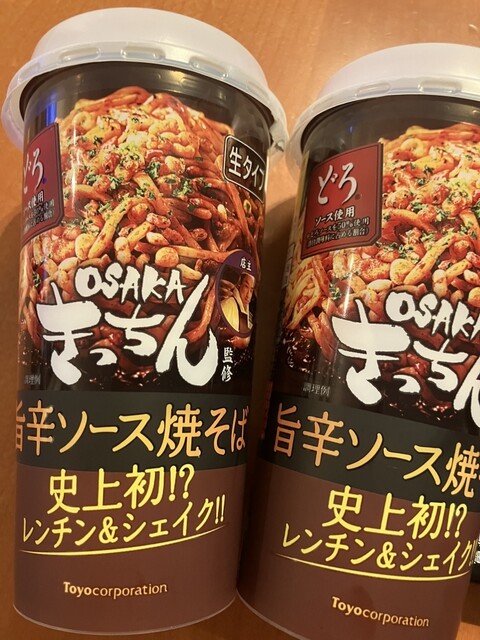 どろ
ソース使用
生タイプ
店主
OSAKA
きっちん
監修
調理例
旨辛ソース焼そば
史上初!?
レンチン&シェイク!!
Toyocorporation
どろ
ソース使用
OSAKA
きっちん
調理例
旨辛ソース焼
史上初!?
レンチン&シェイク!
Toyocorporation